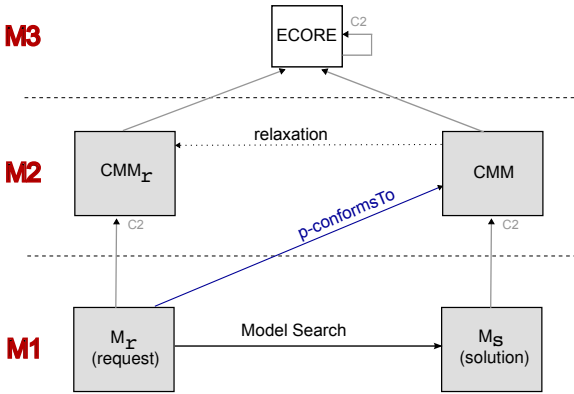 M3
C2
ECORE
relaxation
M2
CMMr
CMM
p-conformsTo
C2
C2
M1
Mr
(request)
Model Search
Ms
(solution)